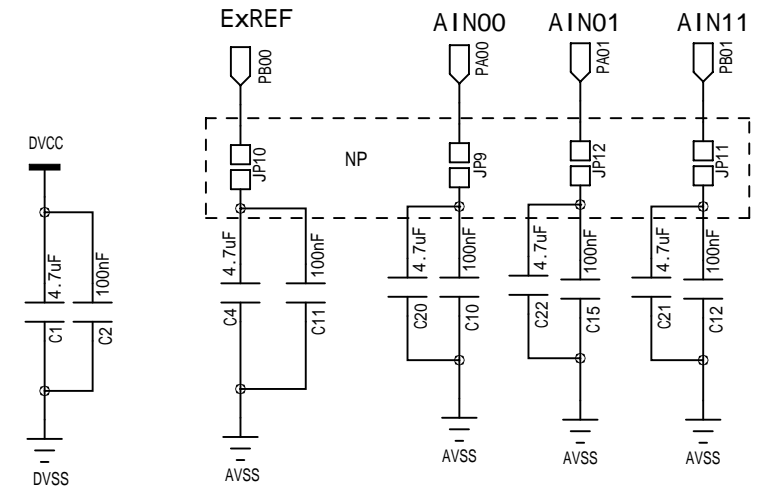 ExREF
AIN00
AIN01
AIN11
PB00
PA00
PA01
PB01
DVCC
NP
JP10
JP9
JP12
JP11
4.7uF
100nF
4.7uF
100nF
4.7uF
100nF
4.7uF
100nF
4.7uF
100nF
C1
C2
C4
C11
C20
C10
C22
C15
C21
C12
DVSS
AVSS
AVSS
AVSS
AVSS